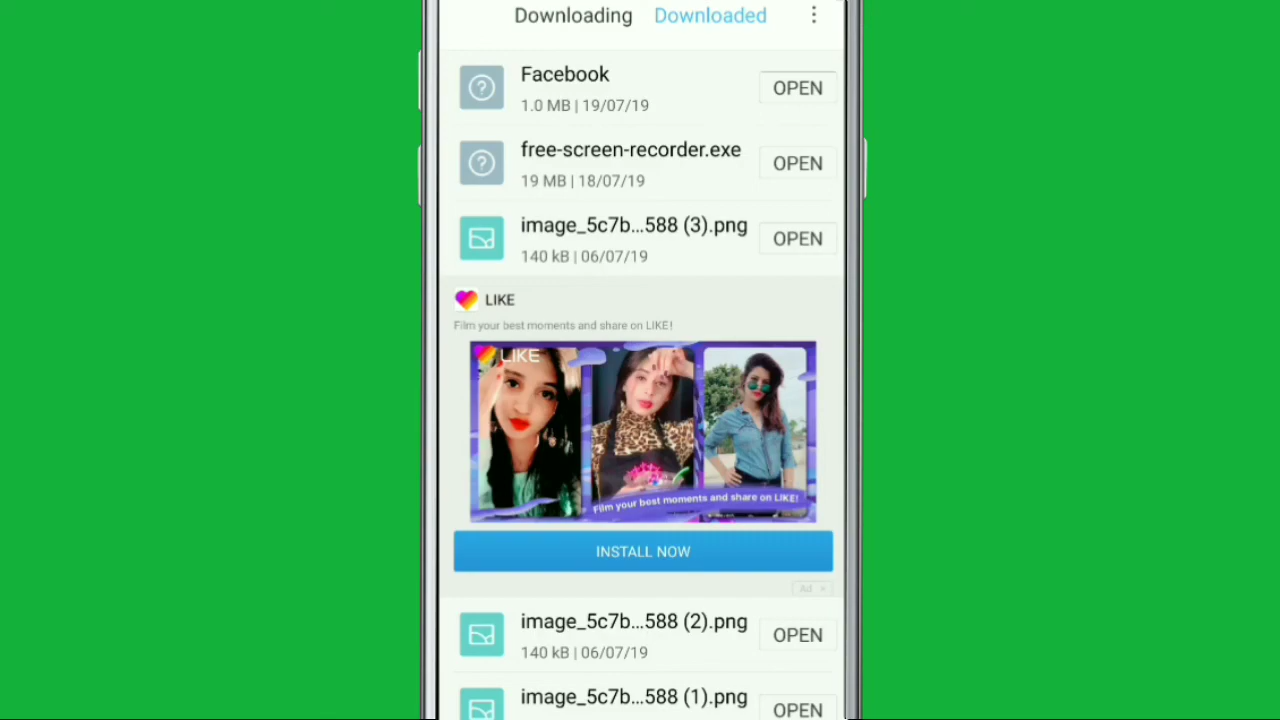 Downloading Downloaded
Facebook
1.0 MB | 19/07/19
OPEN
free-screen-recorder.exe
19 MB | 18/07/19
OPEN
image_5c7b...588 (3).png
140 kB | 06/07/19
OPEN
LIKE
Film your best moments and share on LIKE!
LIKE
Film your best moments and share on LIKE!
INSTALL NOW
Ad ×
image_5c7b...588 (2).png
140 kB | 06/07/19
OPEN
image_5c7b...588 (1).png
OPEN